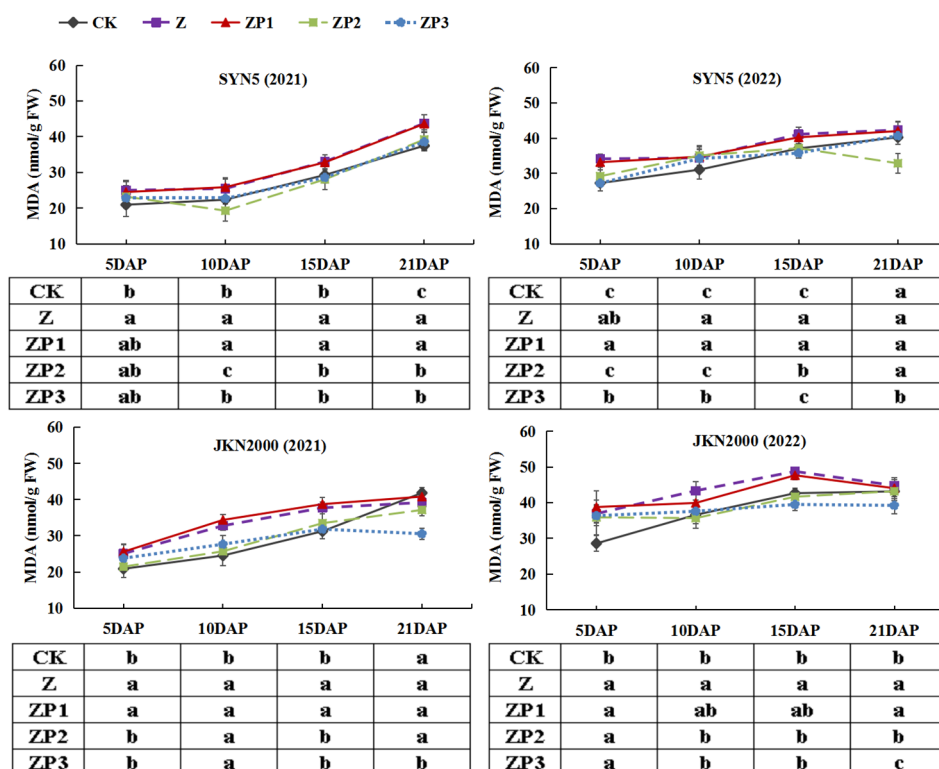 CK Z ZP1 ZP2 ZP3
SYN5 (2021)
MDA (nmol/g FW)
60
50
40
30
20
10
5DAP 10DAP 15DAP 21DAP
CK b b b c
Z a a a a
ZP1 ab a a a
ZP2 ab c b b
ZP3 ab b b b
SYN5 (2022)
MDA (nmol/g FW)
60
50
40
30
20
10
5DAP 10DAP 15DAP 21DAP
CK c c c a
Z ab a a a
ZP1 a a a a
ZP2 c c b a
ZP3 b b c b
JKN2000 (2021)
MDA (nmol/g FW)
60
50
40
30
20
10
5DAP 10DAP 15DAP 21DAP
CK b b b a
Z a a a a
ZP1 a a a a
ZP2 b a b a
ZP3 b a b b
JKN2000 (2022)
MDA (nmol/g FW)
60
50
40
30
20
10
5DAP 10DAP 15DAP 21DAP
CK b b b b
Z a a a a
ZP1 a ab ab a
ZP2 a b b b
ZP3 a b b c